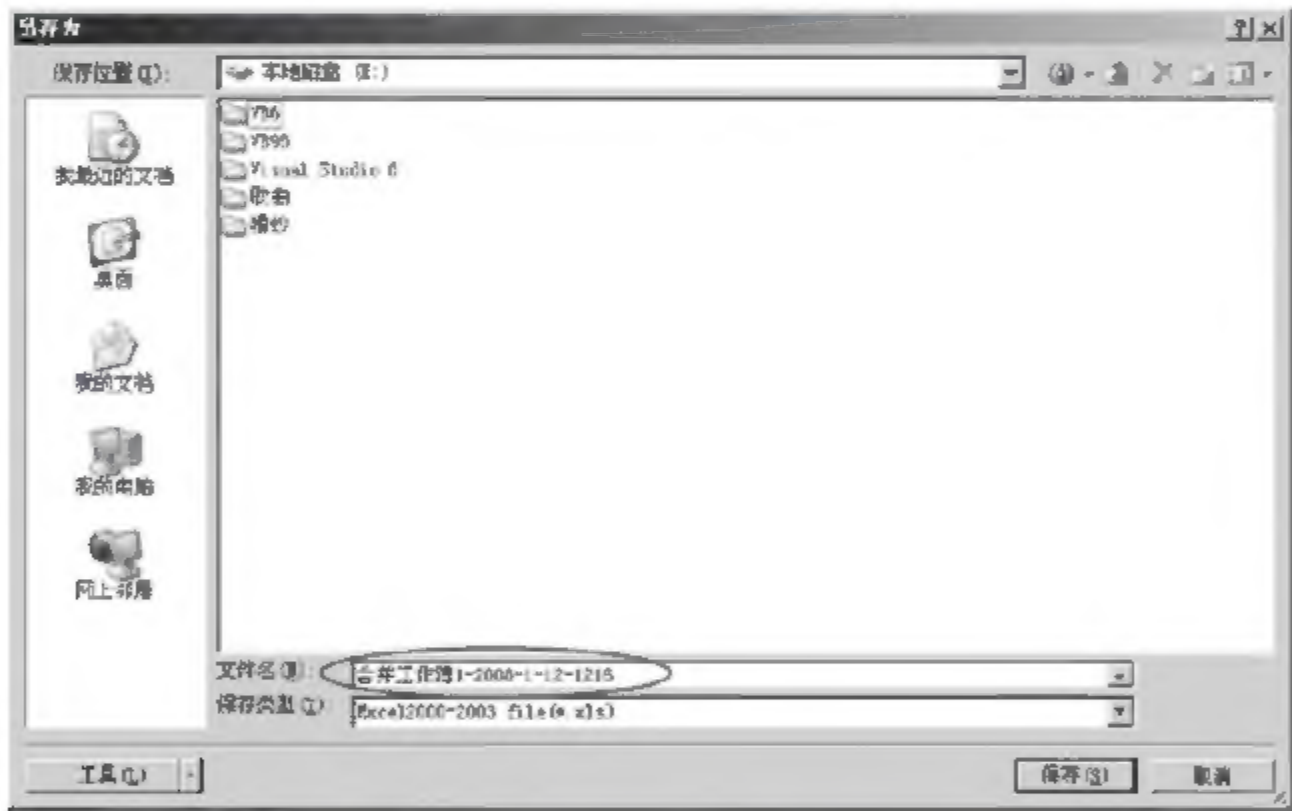 另存为
保存位置(I):
本地磁盘 (E:)
我最近的文档
桌面
我的文档
我的电脑
网上邻居
VB6
VB98
Visual Studio 6
歌曲
文件名(N):
合并工作簿1-2008-1-12-1216
保存类型(T):
Excel2000-2003 file(*.xls)
工具(L)
保存(S)
取消